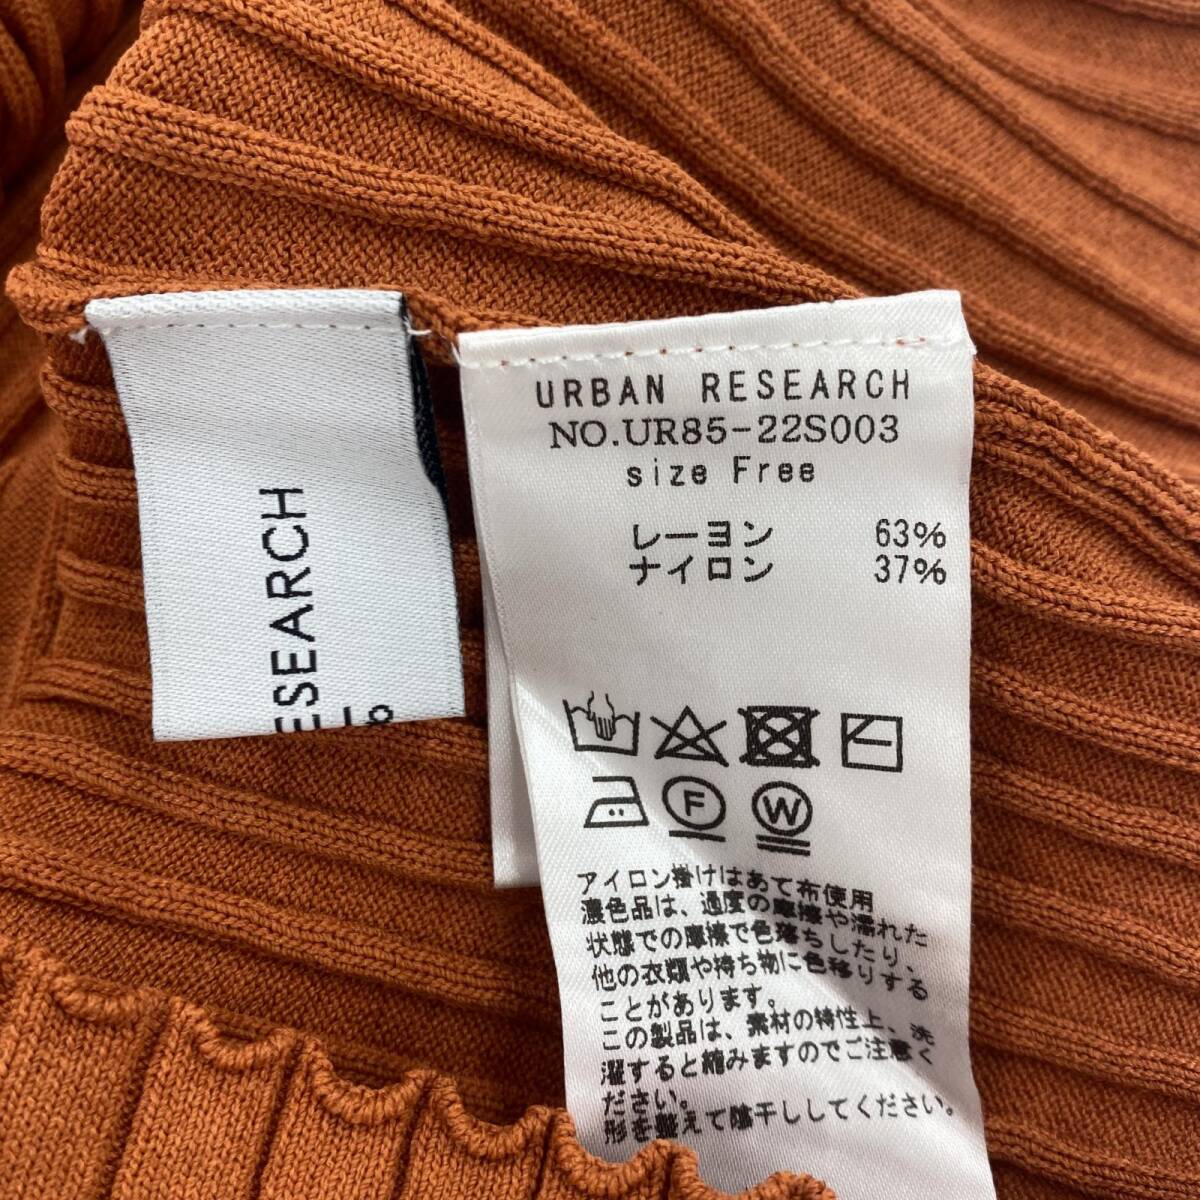 ESEARCH
URBAN RESEARCH
NO.UR85-22S003
size Free
レーヨン 63%
ナイロン 37%
F
W
アイロン掛けはあて布使用
濃色品は、過度の摩擦や濡れた
状態での摩擦で色落ちしたり、
他の衣類や持ち物に色移りする
ことがあります。
この製品は、素材の特性上、洗
濯すると縮みますのでご注意く
ださい。
形を整えて陰干ししてください。